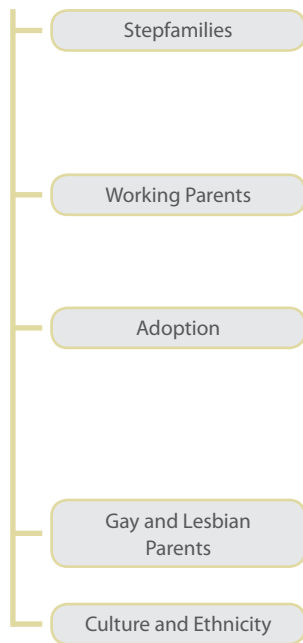 Stepfamilies
Working Parents
Adoption
Gay and Lesbian
Parents
Culture and Ethnicity